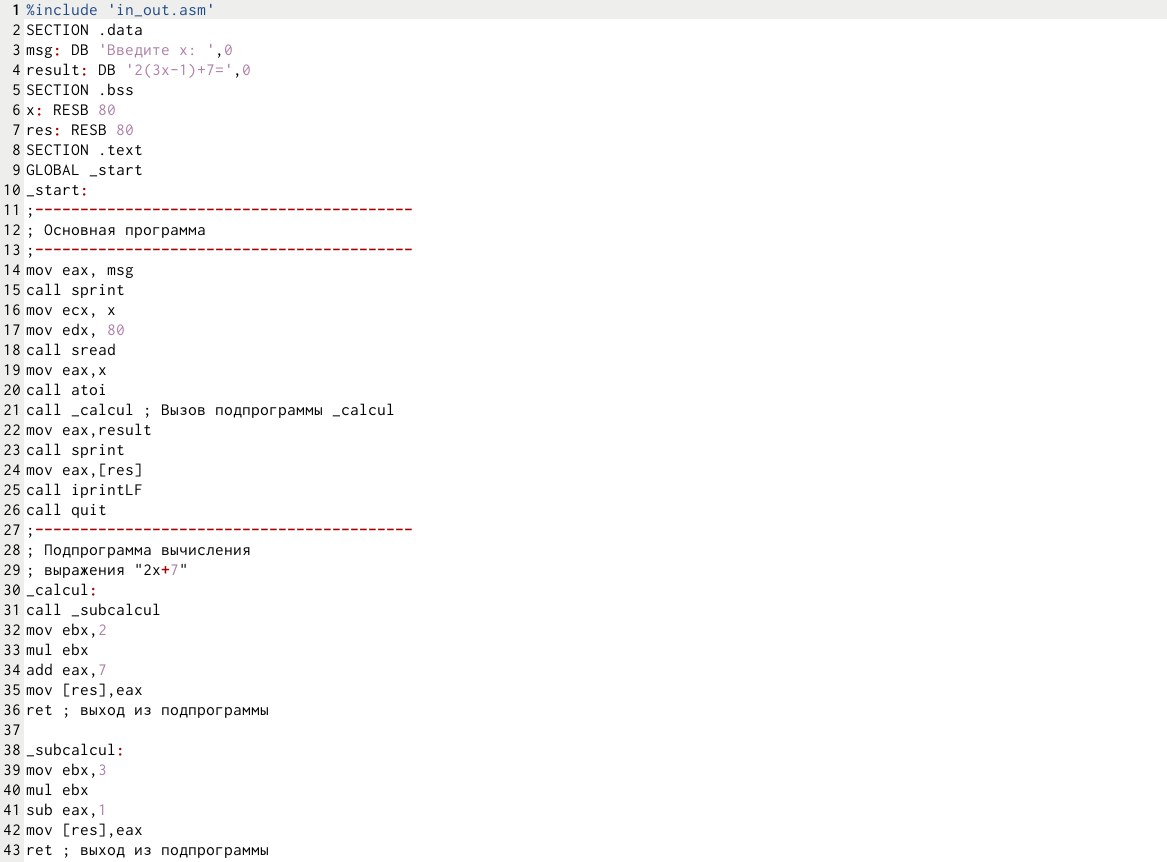 1 %include 'in_out.asm'
2 SECTION .data
3 msg: DB 'Введите x: ',0
4 result: DB '2(3x-1)+7=',0
5 SECTION .bss
6 x: RESB 80
7 res: RESB 80
8 SECTION .text
9 GLOBAL _start
10 _start:
11 ;------------------------------------------
12 ; Основная программа
13 ;------------------------------------------
14 mov eax, msg
15 call sprint
16 mov ecx, x
17 mov edx, 80
18 call sread
19 mov eax,x
20 call atoi
21 call _calcul ; Вызов подпрограммы _calcul
22 mov eax,result
23 call sprint
24 mov eax,[res]
25 call iprintLF
26 call quit
27 ;------------------------------------------
28 ; Подпрограмма вычисления
29 ; выражения "2x+7"
30 _calcul:
31 call _subcalcul
32 mov ebx,2
33 mul ebx
34 add eax,7
35 mov [res],eax
36 ret ; выход из подпрограммы
37
38 _subcalcul:
39 mov ebx,3
40 mul ebx
41 sub eax,1
42 mov [res],eax
43 ret ; выход из подпрограммы